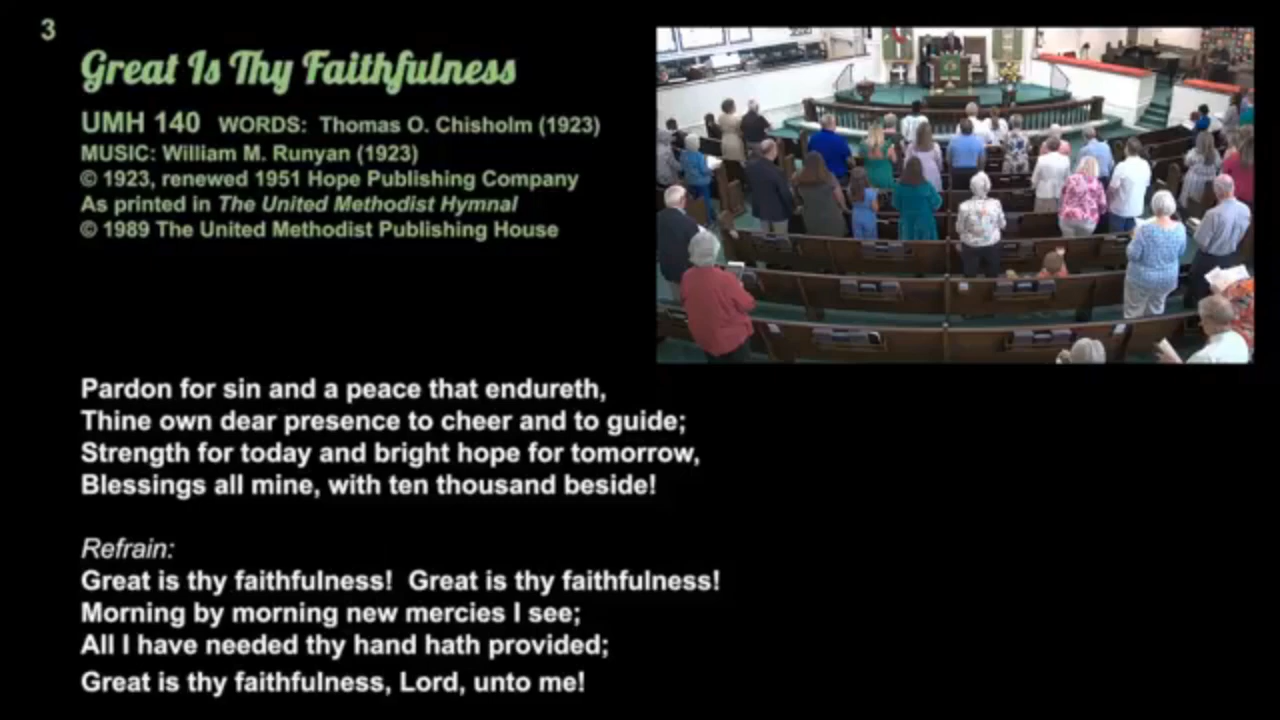 3
Great Is Thy Faithfulness
UMH 140 WORDS: Thomas O. Chisholm (1923)
MUSIC: William M. Runyan (1923)
© 1923, renewed 1951 Hope Publishing Company
As printed in The United Methodist Hymnal
© 1989 The United Methodist Publishing House
Pardon for sin and a peace that endureth,
Thine own dear presence to cheer and to guide;
Strength for today and bright hope for tomorrow,
Blessings all mine, with ten thousand beside!
Refrain:
Great is thy faithfulness! Great is thy faithfulness!
Morning by morning new mercies I see;
All I have needed thy hand hath provided;
Great is thy faithfulness, Lord, unto me!